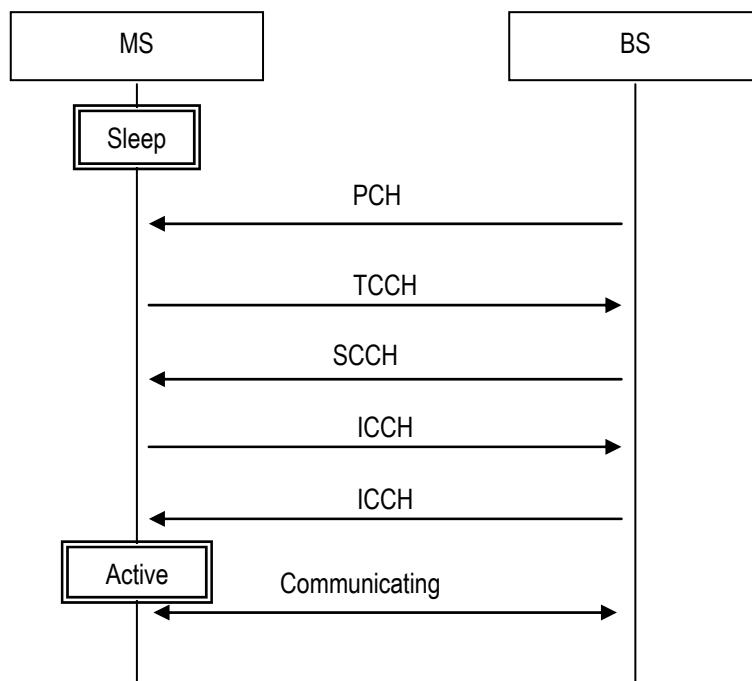 MS
BS
Sleep
PCH
TCCH
SCCH
ICCH
ICCH
Active
Communicating